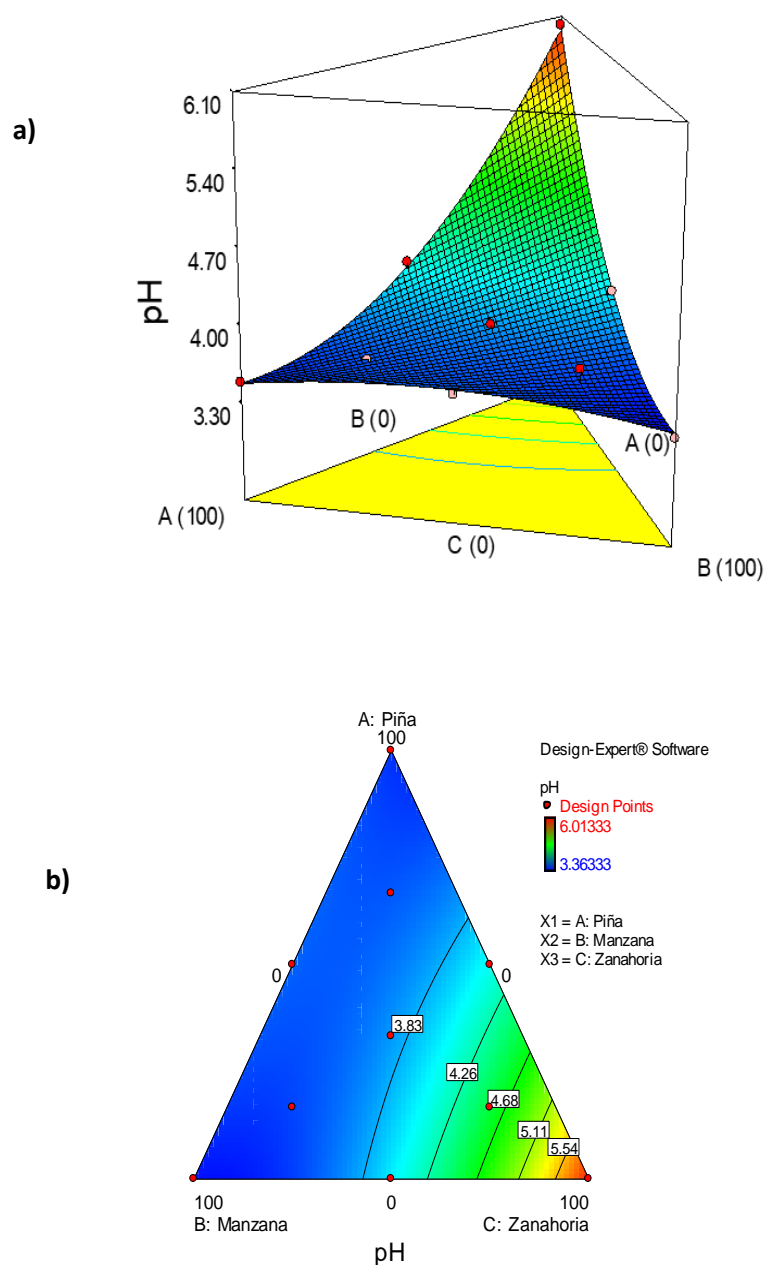 a)
6.10
5.40
4.70
4.00
3.30
pH
B (0)
A (0)
A (100)
C (0)
B (100)
b)
A: Piña
100
Design-Expert® Software
pH
Design Points
6.01333
3.36333
X1 = A: Piña
X2 = B: Manzana
X3 = C: Zanahoria
0
0
3.83
4.26
4.68
5.11
5.54
100
0
100
B: Manzana
C: Zanahoria
pH